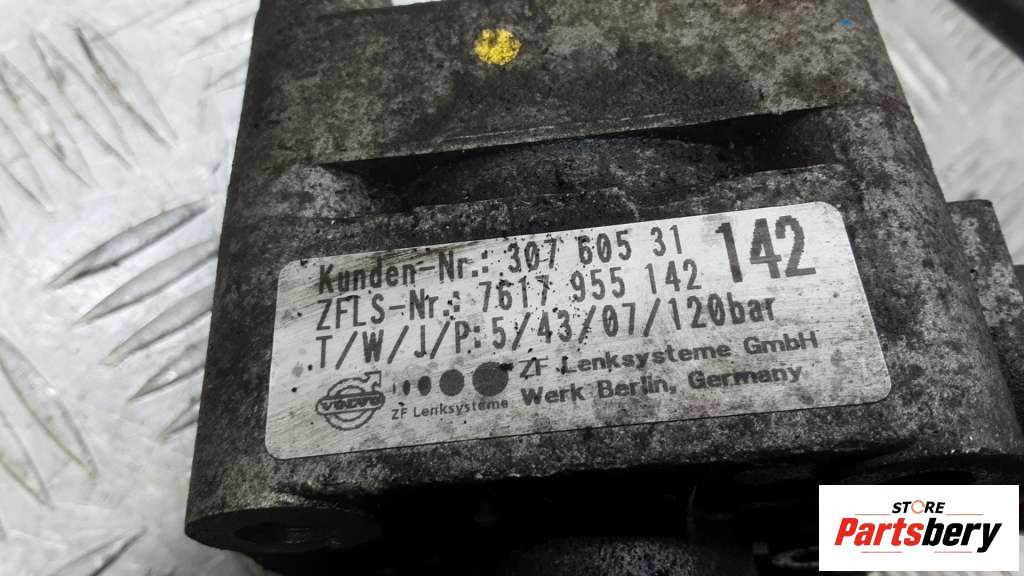 Kunden-Nr.: 307 605 31
142
ZFLS-Nr.: 7617 955 142
T/W/J/P:5/43/07/120bar
ZF Lenksysteme GmbH
Werk Berlin, Germany
VOLVO
ZF Lenksysteme
STORE
Partsbery